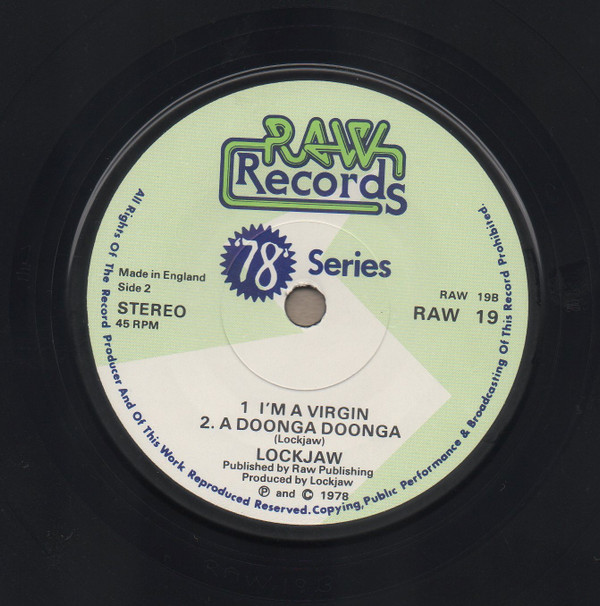 RAW
Records
'78' Series
Made in England
Side 2
STEREO
45 RPM
RAW 19B
RAW 19
1 I'M A VIRGIN
2. A DOONGA DOONGA
(Lockjaw)
LOCKJAW
Published by Raw Publishing
Produced by Lockjaw
℗ and © 1978
All Rights Of The Record Producer And Of This Work Reproduced Reserved. Copying, Public Performance & Broadcasting Of This Record Prohibited.